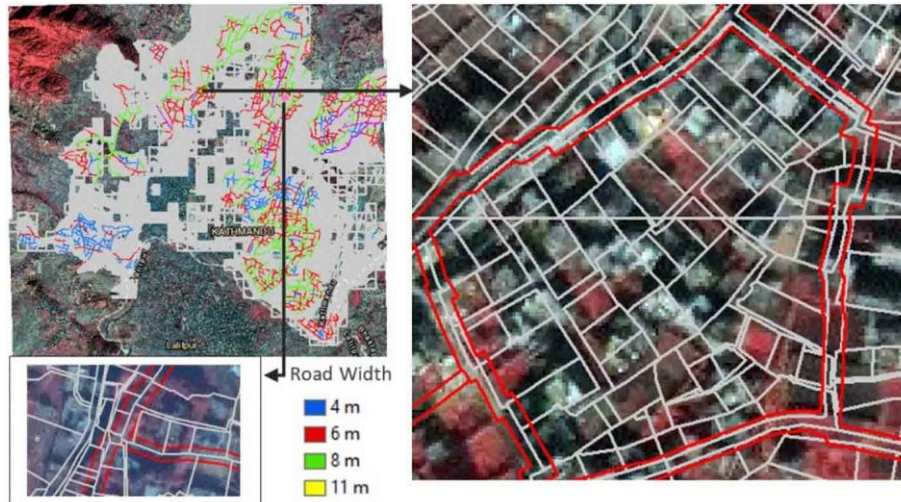 KATHMANDU
Lalitpur
Road Width
4 m
6 m
8 m
11 m